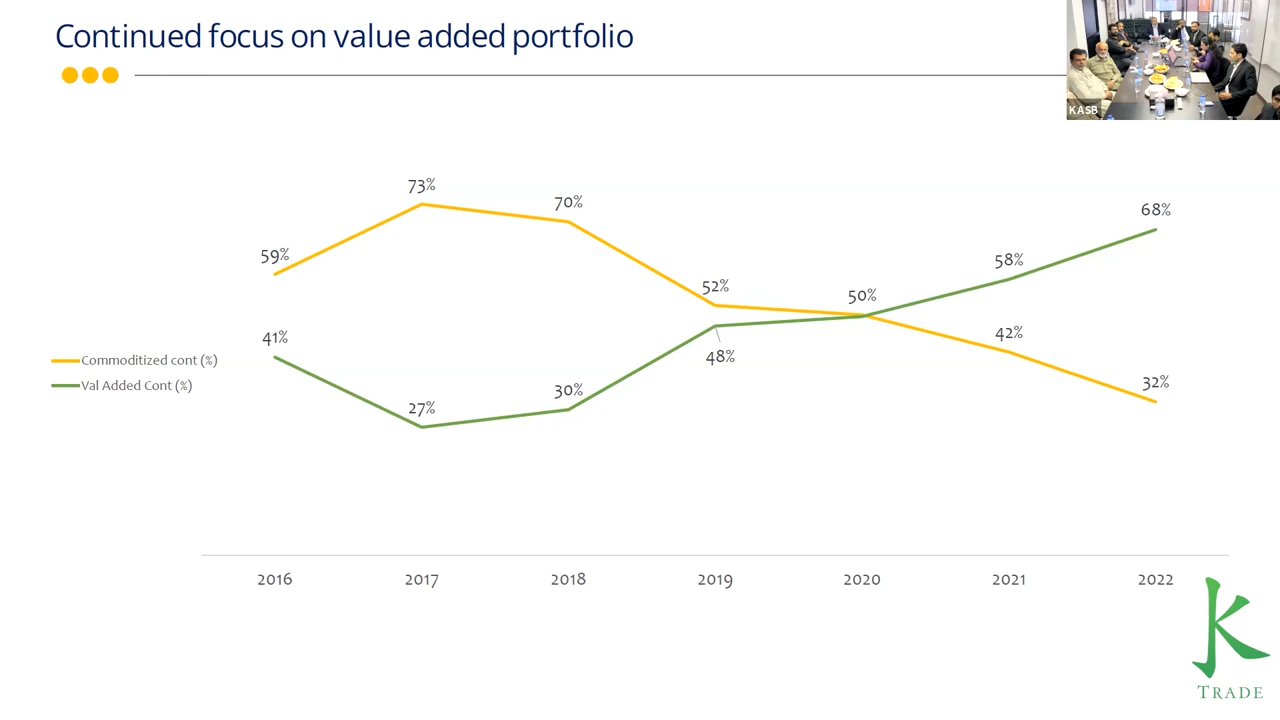 Continued focus on value added portfolio
KASB
73%
70%
68%
59%
58%
52%
50%
41%
42%
48%
32%
Commoditized cont (%)
Val Added Cont (%)
30%
27%
2016 2017 2018 2019 2020 2021 2022
K
TRADE